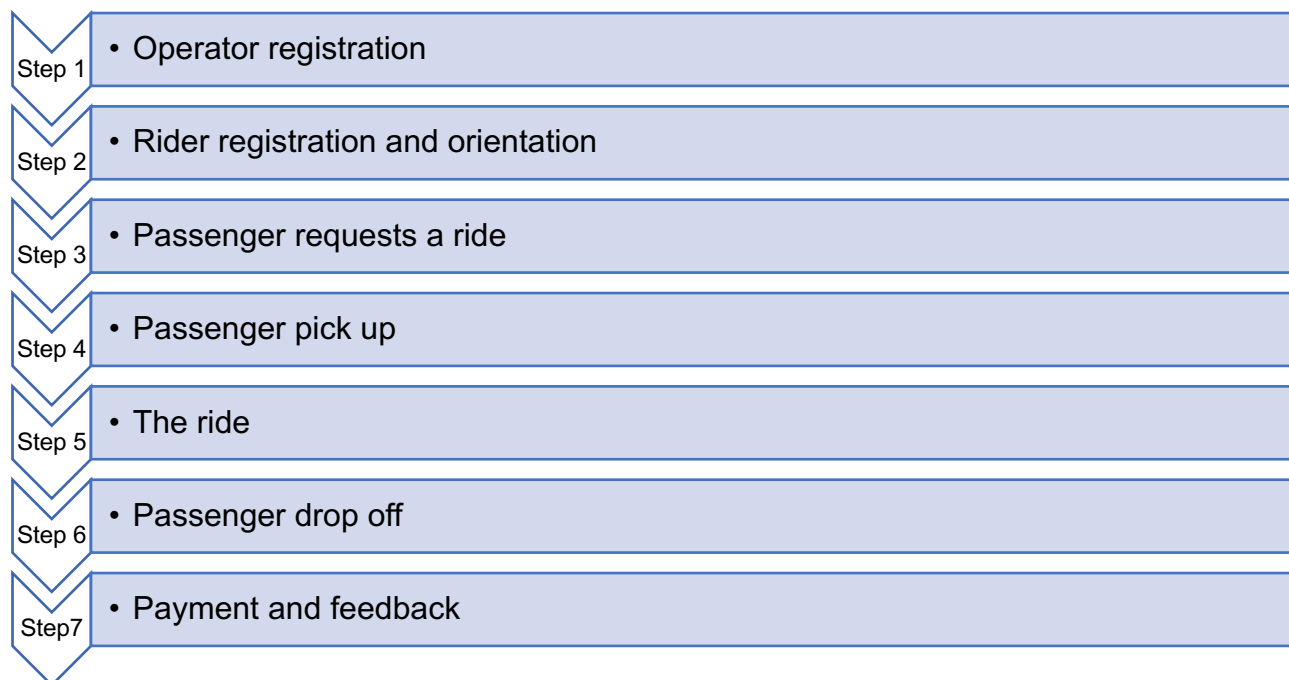 Step 1
• Operator registration
Step 2
• Rider registration and orientation
Step 3
• Passenger requests a ride
Step 4
• Passenger pick up
Step 5
• The ride
Step 6
• Passenger drop off
Step7
• Payment and feedback